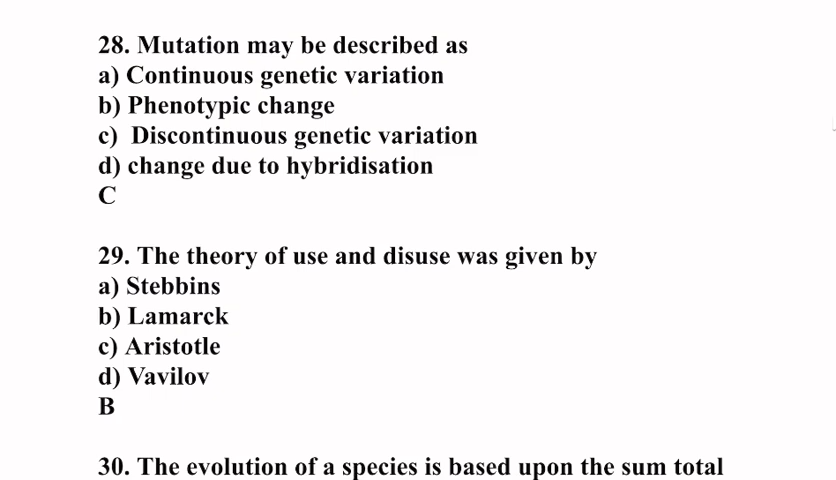 28. Mutation may be described as
a) Continuous genetic variation
b) Phenotypic change
c) Discontinuous genetic variation
d) change due to hybridisation
C
29. The theory of use and disuse was given by
a) Stebbins
b) Lamarck
c) Aristotle
d) Vavilov
B
30. The evolution of a species is based upon the sum total